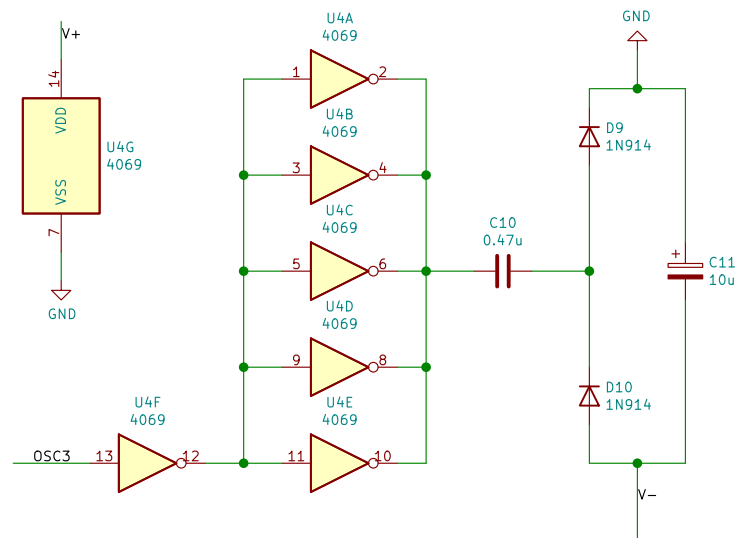 V+
14
VDD
U4G
4069
VSS
7
GND
U4A
4069
1
2
U4B
4069
3
4
U4C
4069
5
6
U4D
4069
9
8
U4E
4069
11
10
U4F
4069
OSC3
13
12
C10
0.47u
GND
D9
1N914
+
C11
10u
D10
1N914
V-